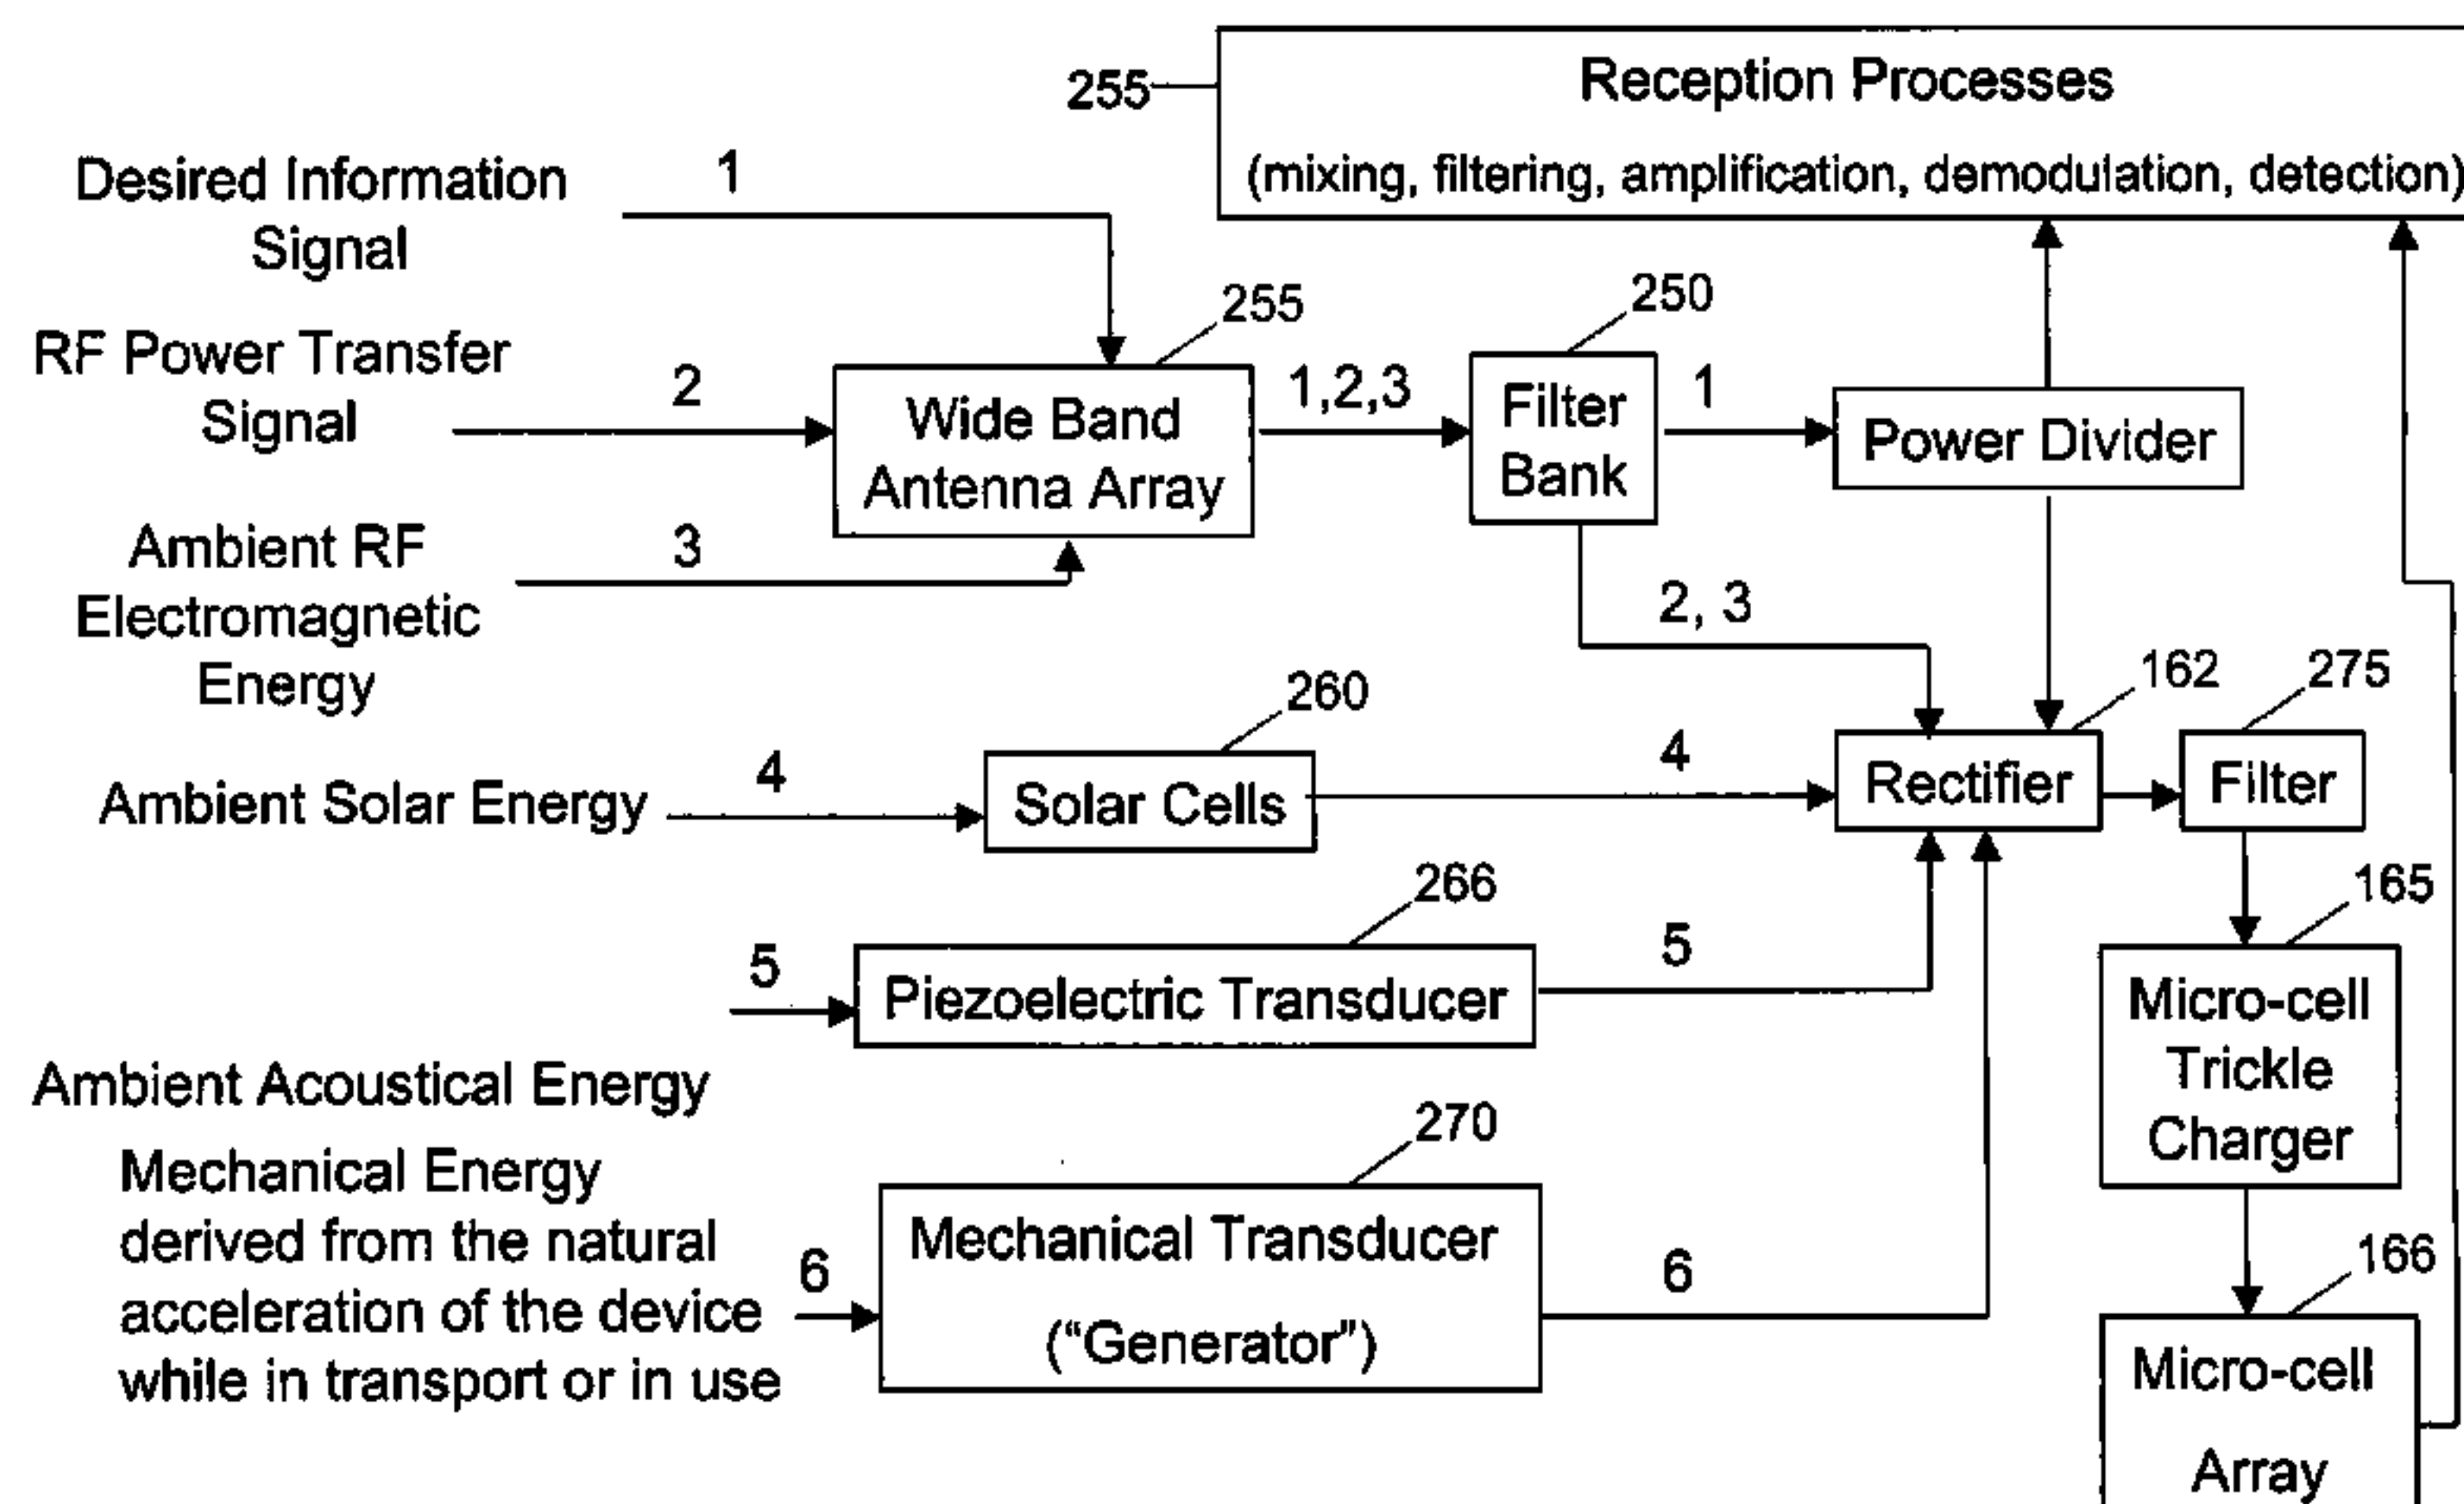 255
Reception Processes
(mixing, filtering, amplification, demodulation, detection)
Desired Information
Signal
1
RF Power Transfer
Signal
2
255
Wide Band
Antenna Array
1,2,3
250
Filter
Bank
1
Power Divider
Ambient RF
Electromagnetic
Energy
3
2, 3
Ambient Solar Energy
4
260
Solar Cells
4
162
Rectifier
275
Filter
5
266
Piezoelectric Transducer
5
165
Micro-cell
Trickle
Charger
Ambient Acoustical Energy
Mechanical Energy
derived from the natural
acceleration of the device
while in transport or in use
6
270
Mechanical Transducer
("Generator")
6
166
Micro-cell
Array